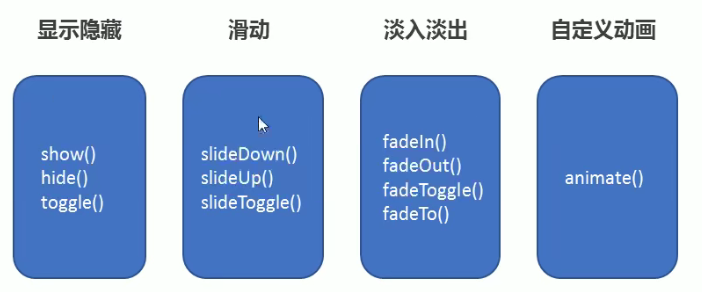 显示隐藏
滑动
淡入淡出
自定义动画
show()
hide()
toggle()
slideDown()
slideUp()
slideToggle()
fadeIn()
fadeOut()
fadeToggle()
fadeTo()
animate()